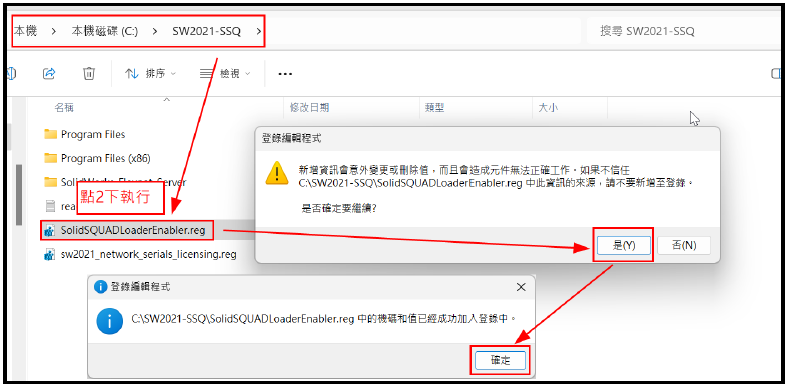 本機 > 本機磁碟 (C:) > SW2021-SSQ >
搜尋 SW2021-SSQ
排序
檢視
名稱
修改日期
類型
大小
Program Files
Program Files (x86)
Server
點2下執行
SolidSQUADLoaderEnabler.reg
sw2021_network_serials_licensing.reg
登錄編輯程式
新增資訊會意外變更或刪除值，而且會造成元件無法正確工作。如果不信任
C:\SW2021-SSQ\SolidSQUADLoaderEnabler.reg 中此資訊的來源，請不要新增至登錄。
是否確定要繼續?
是(Y)
否(N)
登錄編輯程式
C:\SW2021-SSQ\SolidSQUADLoaderEnabler.reg 中的機碼和值已經成功加入登錄中。
確定